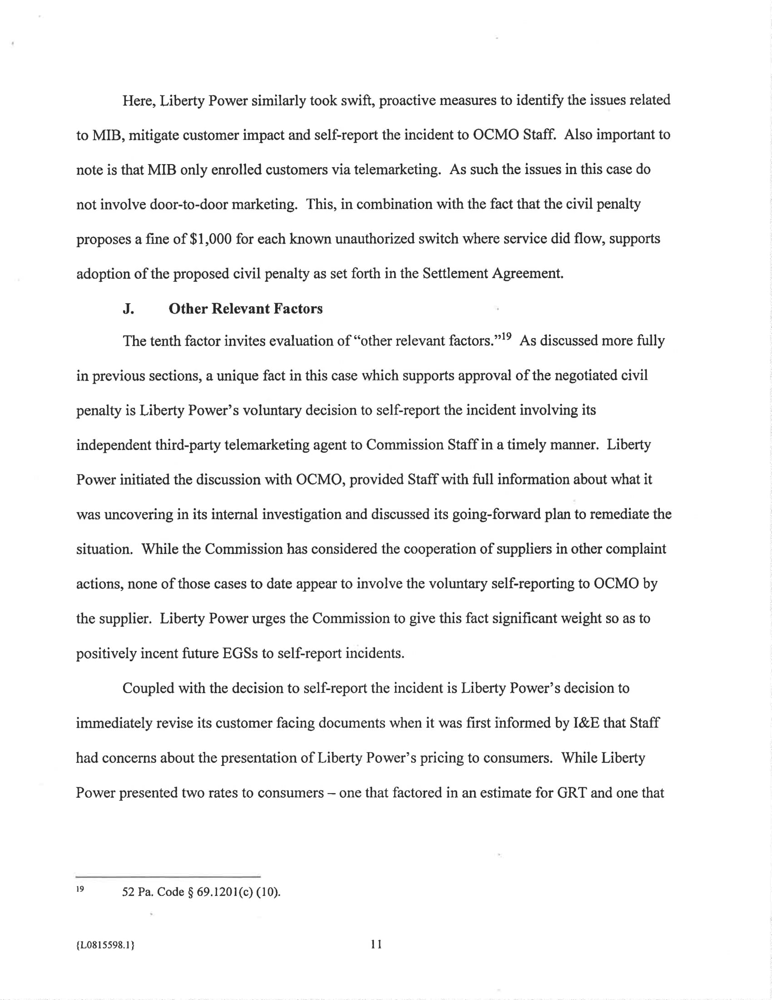 Here, Liberty Power similarly took swift, proactive measures to identify the issues related
to MIB, mitigate customer impact and self-report the incident to OCMO Staff.  Also important to
note is that MIB only enrolled customers via telemarketing.  As such the issues in this case do
not involve door-to-door marketing.  This, in combination with the fact that the civil penalty
proposes a fine of $1,000 for each known unauthorized switch where service did flow, supports
adoption of the proposed civil penalty as set forth in the Settlement Agreement.
J. Other Relevant Factors
The tenth factor invites evaluation of “other relevant factors.”19  As discussed more fully
in previous sections, a unique fact in this case which supports approval of the negotiated civil
penalty is Liberty Power’s voluntary decision to self-report the incident involving its
independent third-party telemarketing agent to Commission Staff in a timely manner.  Liberty
Power initiated the discussion with OCMO, provided Staff with full information about what it
was uncovering in its internal investigation and discussed its going-forward plan to remediate the
situation.  While the Commission has considered the cooperation of suppliers in other complaint
actions, none of those cases to date appear to involve the voluntary self-reporting to OCMO by
the supplier.  Liberty Power urges the Commission to give this fact significant weight so as to
positively incent future EGSs to self-report incidents.
Coupled with the decision to self-report the incident is Liberty Power’s decision to
immediately revise its customer facing documents when it was first informed by I&E that Staff
had concerns about the presentation of Liberty Power’s pricing to consumers.  While Liberty
Power presented two rates to consumers – one that factored in an estimate for GRT and one that
19 52 Pa. Code § 69.1201(c) (10).
{L0815598.1} 11